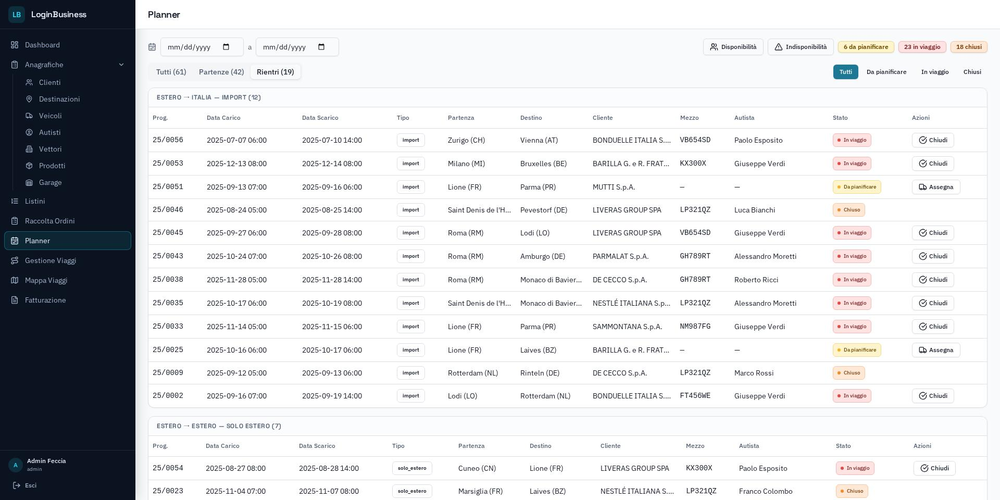 LB LoginBusiness
Planner
Dashboard
Anagrafiche
Clienti
Destinazioni
Veicoli
Autisti
Vettori
Prodotti
Garage
Listini
Raccolta Ordini
Planner
Gestione Viaggi
Mappa Viaggi
Fatturazione
A Admin Feccia
admin
Esci
mm/dd/yyyy a mm/dd/yyyy Disponibilità Indisponibilità 6 da pianificare 23 in viaggio 18 chiusi
Tutti (61) Partenze (42) Rientri (19) Tutti Da pianificare In viaggio Chiusi
ESTERO → ITALIA — IMPORT (12)
Prog. Data Carico Data Scarico Tipo Partenza Destino Cliente Mezzo Autista Stato Azioni
25/0056 2025-07-07 06:00 2025-07-10 14:00 import Zurigo (CH) Vienna (AT) BONDUELLE ITALIA S.… VB654SD Paolo Esposito In viaggio Chiudi
25/0053 2025-12-13 08:00 2025-12-14 08:00 import Milano (MI) Bruxelles (BE) BARILLA G. e R. FRAT… KX300X Giuseppe Verdi In viaggio Chiudi
25/0051 2025-09-13 07:00 2025-09-16 06:00 import Lione (FR) Parma (PR) MUTTI S.p.A. — — Da pianificare Assegna
25/0046 2025-08-24 05:00 2025-08-25 14:00 import Saint Denis de l'H… Pevestorf (DE) LIVERAS GROUP SPA LP321QZ Luca Bianchi Chiuso
25/0045 2025-09-27 06:00 2025-09-28 08:00 import Roma (RM) Lodi (LO) LIVERAS GROUP SPA VB654SD Giuseppe Verdi In viaggio Chiudi
25/0043 2025-10-24 07:00 2025-10-26 08:00 import Roma (RM) Amburgo (DE) PARMALAT S.p.A. GH789RT Alessandro Moretti In viaggio Chiudi
25/0038 2025-11-28 05:00 2025-11-28 14:00 import Roma (RM) Monaco di Bavier… DE CECCO S.p.A. GH789RT Roberto Ricci In viaggio Chiudi
25/0035 2025-10-17 06:00 2025-10-19 08:00 import Saint Denis de l'H… Monaco di Bavier… NESTLÉ ITALIANA S.p… LP321QZ Alessandro Moretti In viaggio Chiudi
25/0033 2025-11-14 05:00 2025-11-15 06:00 import Lione (FR) Parma (PR) SAMMONTANA S.p.A. NM987FG Giuseppe Verdi In viaggio Chiudi
25/0025 2025-10-16 06:00 2025-10-17 06:00 import Lione (FR) Laives (BZ) BARILLA G. e R. FRAT… — — Da pianificare Assegna
25/0009 2025-09-12 05:00 2025-09-13 06:00 import Rotterdam (NL) Rinteln (DE) DE CECCO S.p.A. LP321QZ Marco Rossi Chiuso
25/0002 2025-09-16 07:00 2025-09-19 14:00 import Lodi (LO) Rotterdam (NL) BONDUELLE ITALIA S.… FT456WE Giuseppe Verdi In viaggio Chiudi
ESTERO → ESTERO — SOLO ESTERO (7)
Prog. Data Carico Data Scarico Tipo Partenza Destino Cliente Mezzo Autista Stato Azioni
25/0054 2025-08-27 08:00 2025-08-28 14:00 solo_estero Cuneo (CN) Lione (FR) LIVERAS GROUP SPA KX300X Paolo Esposito In viaggio Chiudi
25/0023 2025-11-04 07:00 2025-11-07 08:00 solo_estero Marsiglia (FR) Laives (BZ) NESTLÉ ITALIANA S.… LP321QZ Franco Colombo Chiuso